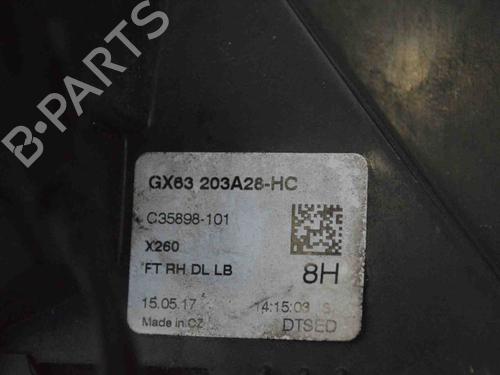 B-PARTS
GX63 203A28-HC
C35898-101
X260
FT RH DL LB
8H
15.05.17 14:15:03 S
Made in CZ DTSED